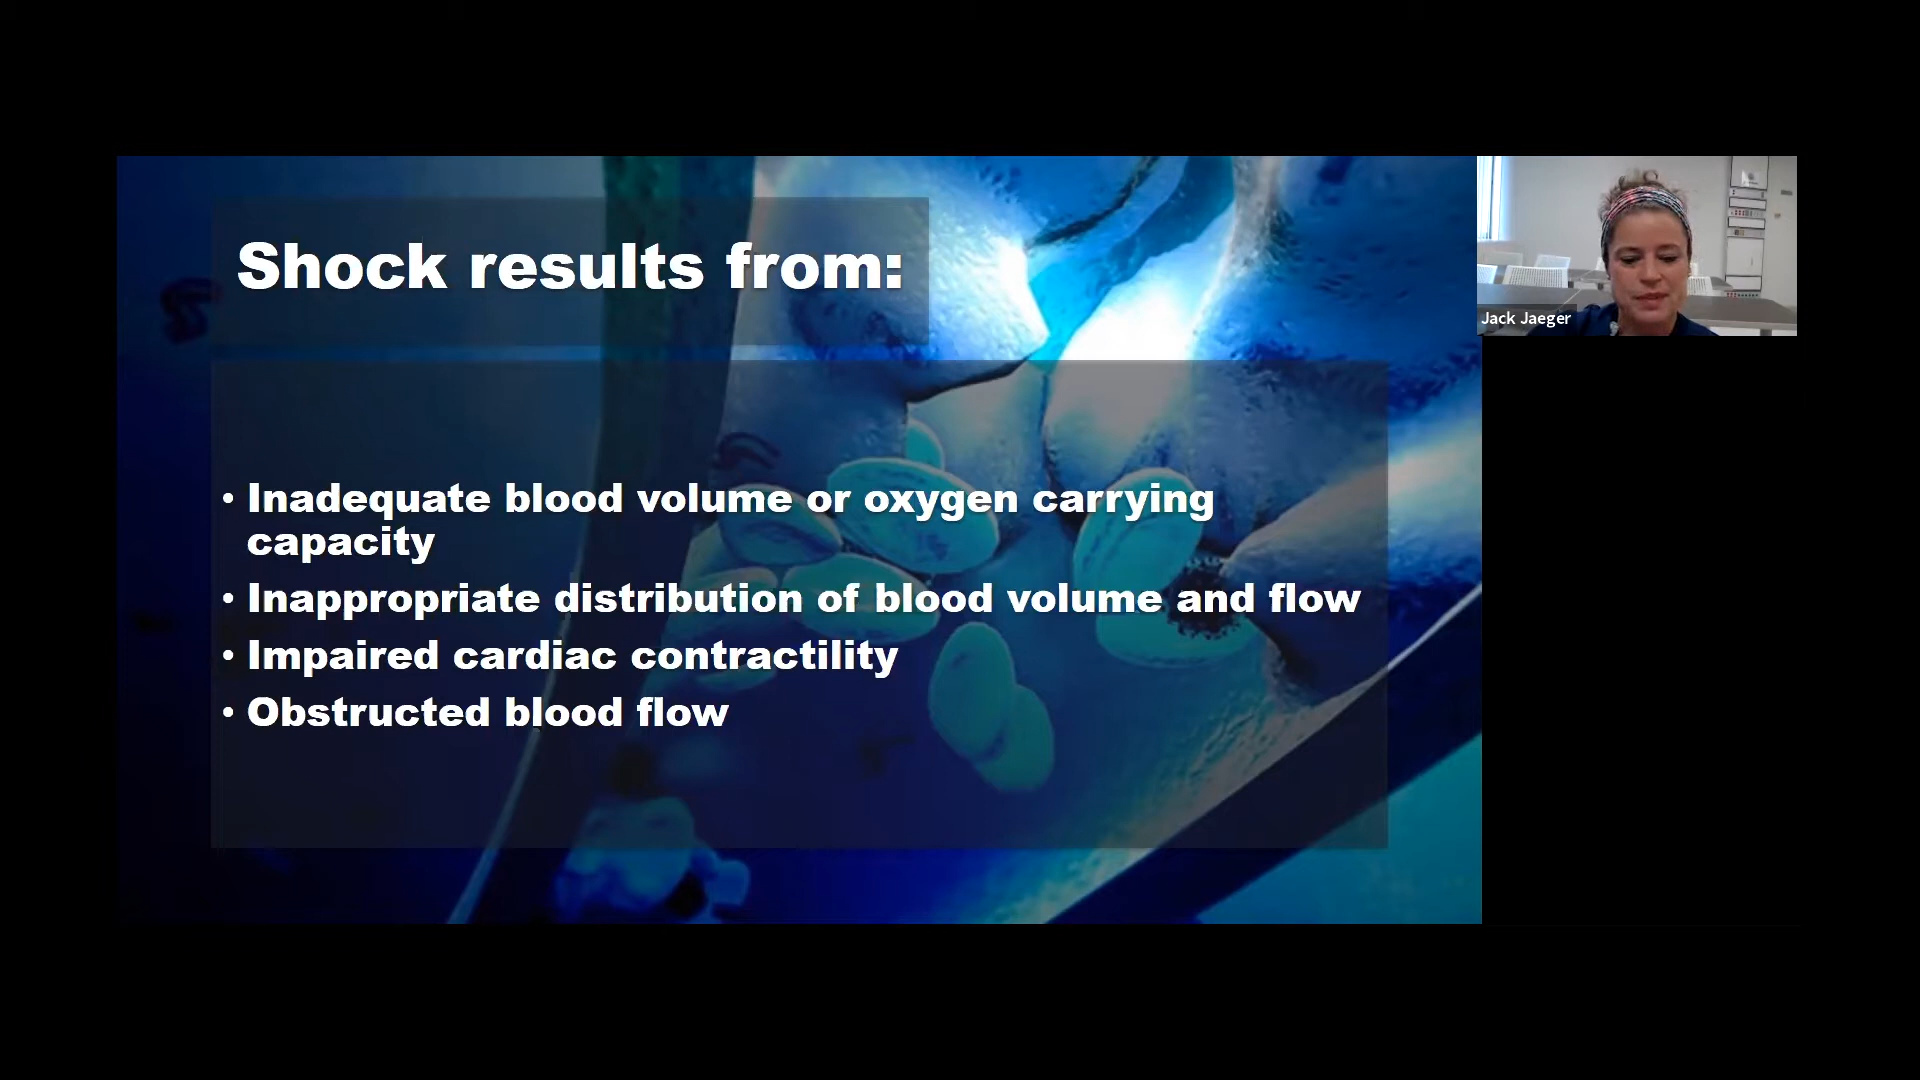 Shock results from:
• Inadequate blood volume or oxygen carrying
capacity
• Inappropriate distribution of blood volume and flow
• Impaired cardiac contractility
• Obstructed blood flow
Jack Jaeger